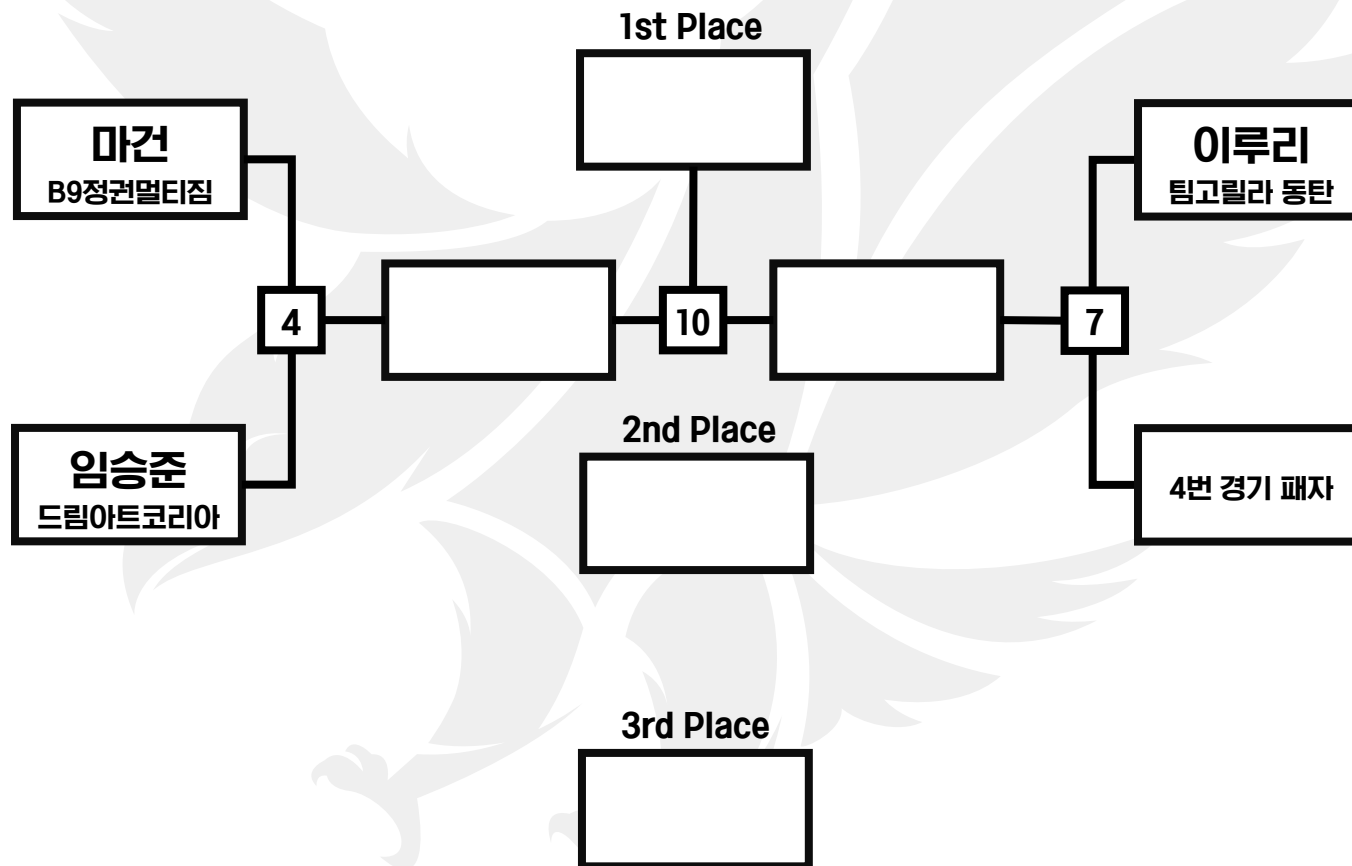 1st Place
마건
B9정권멀티짐
이루리
팀고릴라 동탄
4
10
7
임승준
드림아트코리아
2nd Place
4번 경기 패자
3rd Place